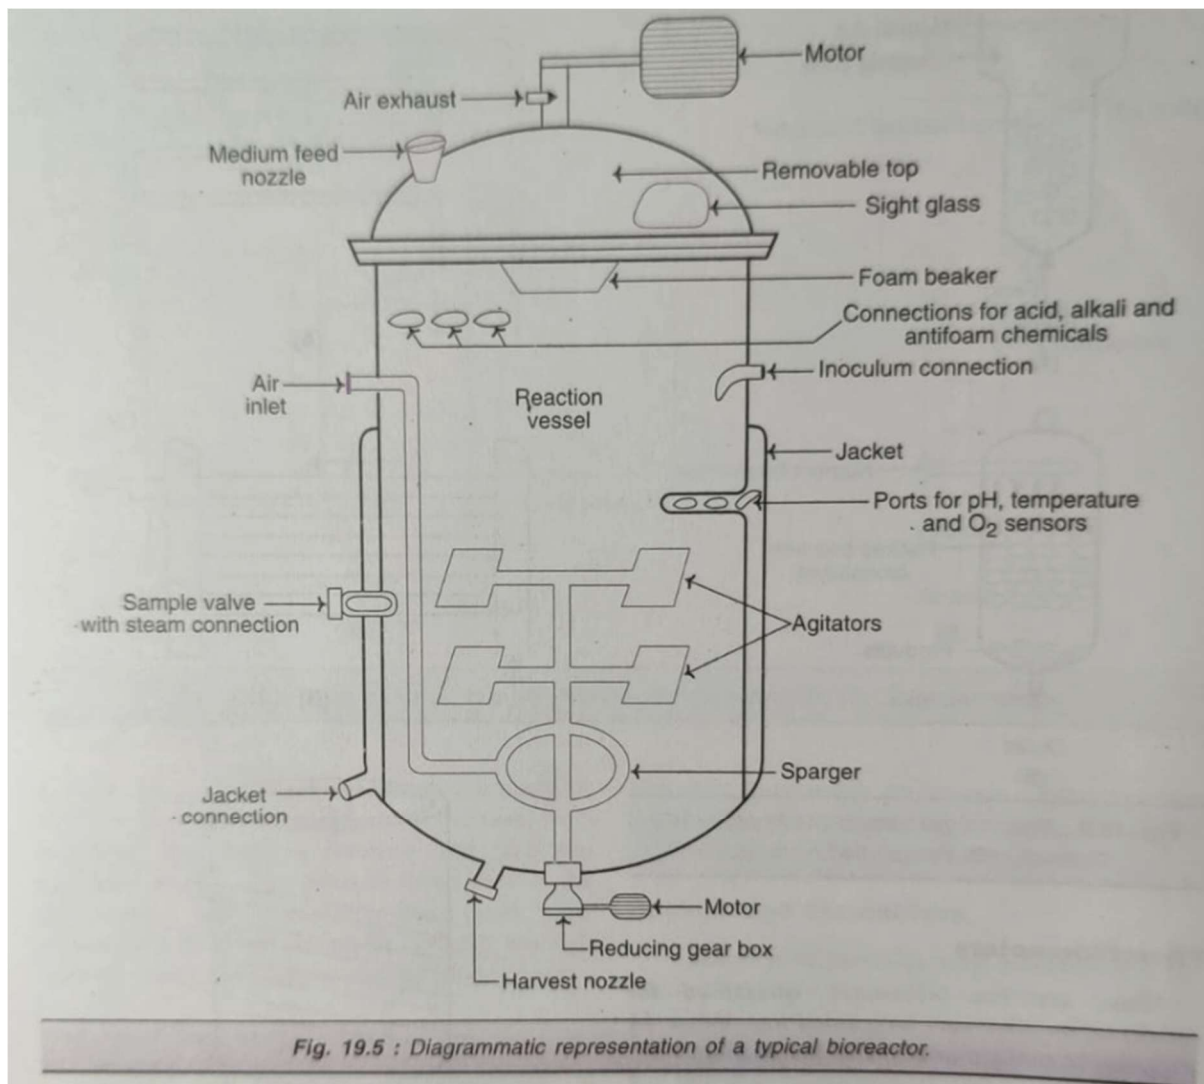 Motor
Air exhaust
Medium feed
nozzle
Removable top
Sight glass
Foam beaker
Connections for acid, alkali and
antifoam chemicals
Inoculum connection
Air
inlet
Reaction
vessel
Jacket
Ports for pH, temperature
and O2 sensors
Sample valve
with steam connection
Agitators
Sparger
Jacket
connection
Motor
Reducing gear box
Harvest nozzle
Fig. 19.5 : Diagrammatic representation of a typical bioreactor.